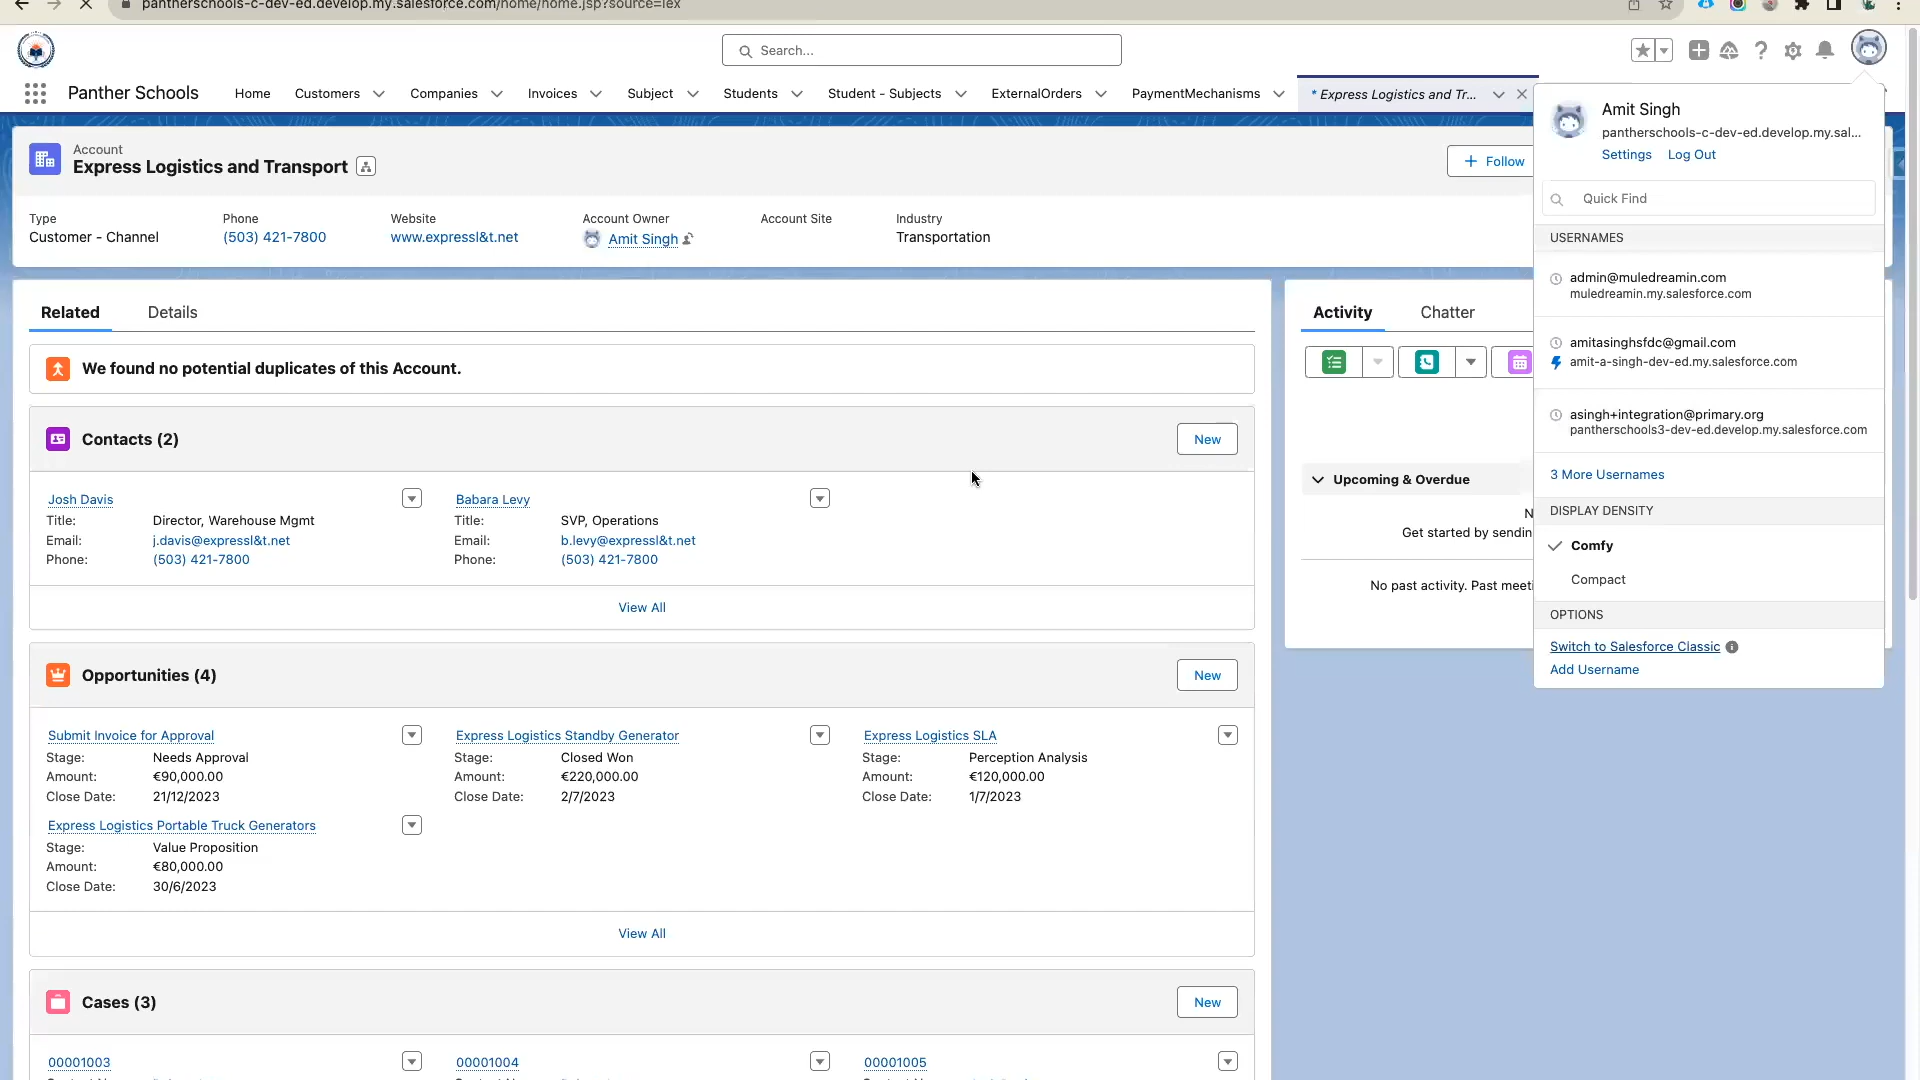 pantherschools-c-dev-ed.develop.my.salesforce.com/home/home.jsp?source=lex
Search...
Panther Schools
Home
Customers
Companies
Invoices
Subject
Students
Student - Subjects
ExternalOrders
PaymentMechanisms
* Express Logistics and Tr...
Account
Express Logistics and Transport
Follow
Type
Customer - Channel
Phone
(503) 421-7800
Website
www.expressl&t.net
Account Owner
Amit Singh
Account Site
Industry
Transportation
Related
Details
We found no potential duplicates of this Account.
Contacts (2)
New
Josh Davis
Title: Director, Warehouse Mgmt
Email: j.davis@expressl&t.net
Phone: (503) 421-7800
Babara Levy
Title: SVP, Operations
Email: b.levy@expressl&t.net
Phone: (503) 421-7800
View All
Opportunities (4)
New
Submit Invoice for Approval
Stage: Needs Approval
Amount: €90,000.00
Close Date: 21/12/2023
Express Logistics Standby Generator
Stage: Closed Won
Amount: €220,000.00
Close Date: 2/7/2023
Express Logistics SLA
Stage: Perception Analysis
Amount: €120,000.00
Close Date: 1/7/2023
Express Logistics Portable Truck Generators
Stage: Value Proposition
Amount: €80,000.00
Close Date: 30/6/2023
View All
Cases (3)
New
00001003
00001004
00001005
Activity
Chatter
Upcoming & Overdue
Get started by sendin
No past activity. Past meeti
Amit Singh
pantherschools-c-dev-ed.develop.my.sal...
Settings
Log Out
Quick Find
USERNAMES
admin@muledreamin.com
muledreamin.my.salesforce.com
amitasinghsfdc@gmail.com
amit-a-singh-dev-ed.my.salesforce.com
asingh+integration@primary.org
pantherschools3-dev-ed.develop.my.salesforce.com
3 More Usernames
DISPLAY DENSITY
Comfy
Compact
OPTIONS
Switch to Salesforce Classic
Add Username